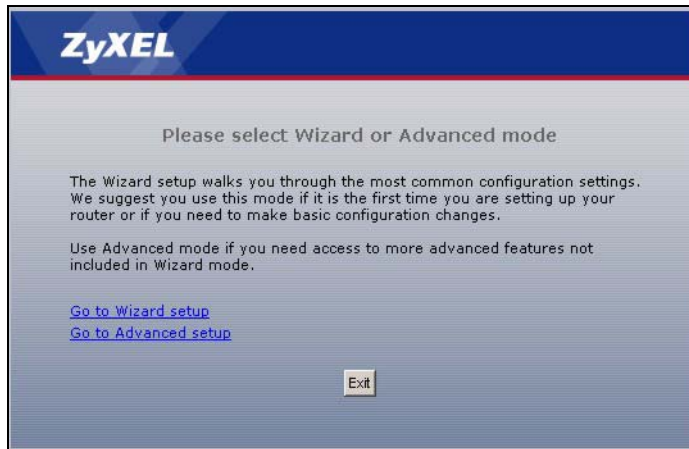 ZyXEL
Please select Wizard or Advanced mode
The Wizard setup walks you through the most common configuration settings.
We suggest you use this mode if it is the first time you are setting up your
router or if you need to make basic configuration changes.
Use Advanced mode if you need access to more advanced features not
included in Wizard mode.
Go to Wizard setup
Go to Advanced setup
Exit